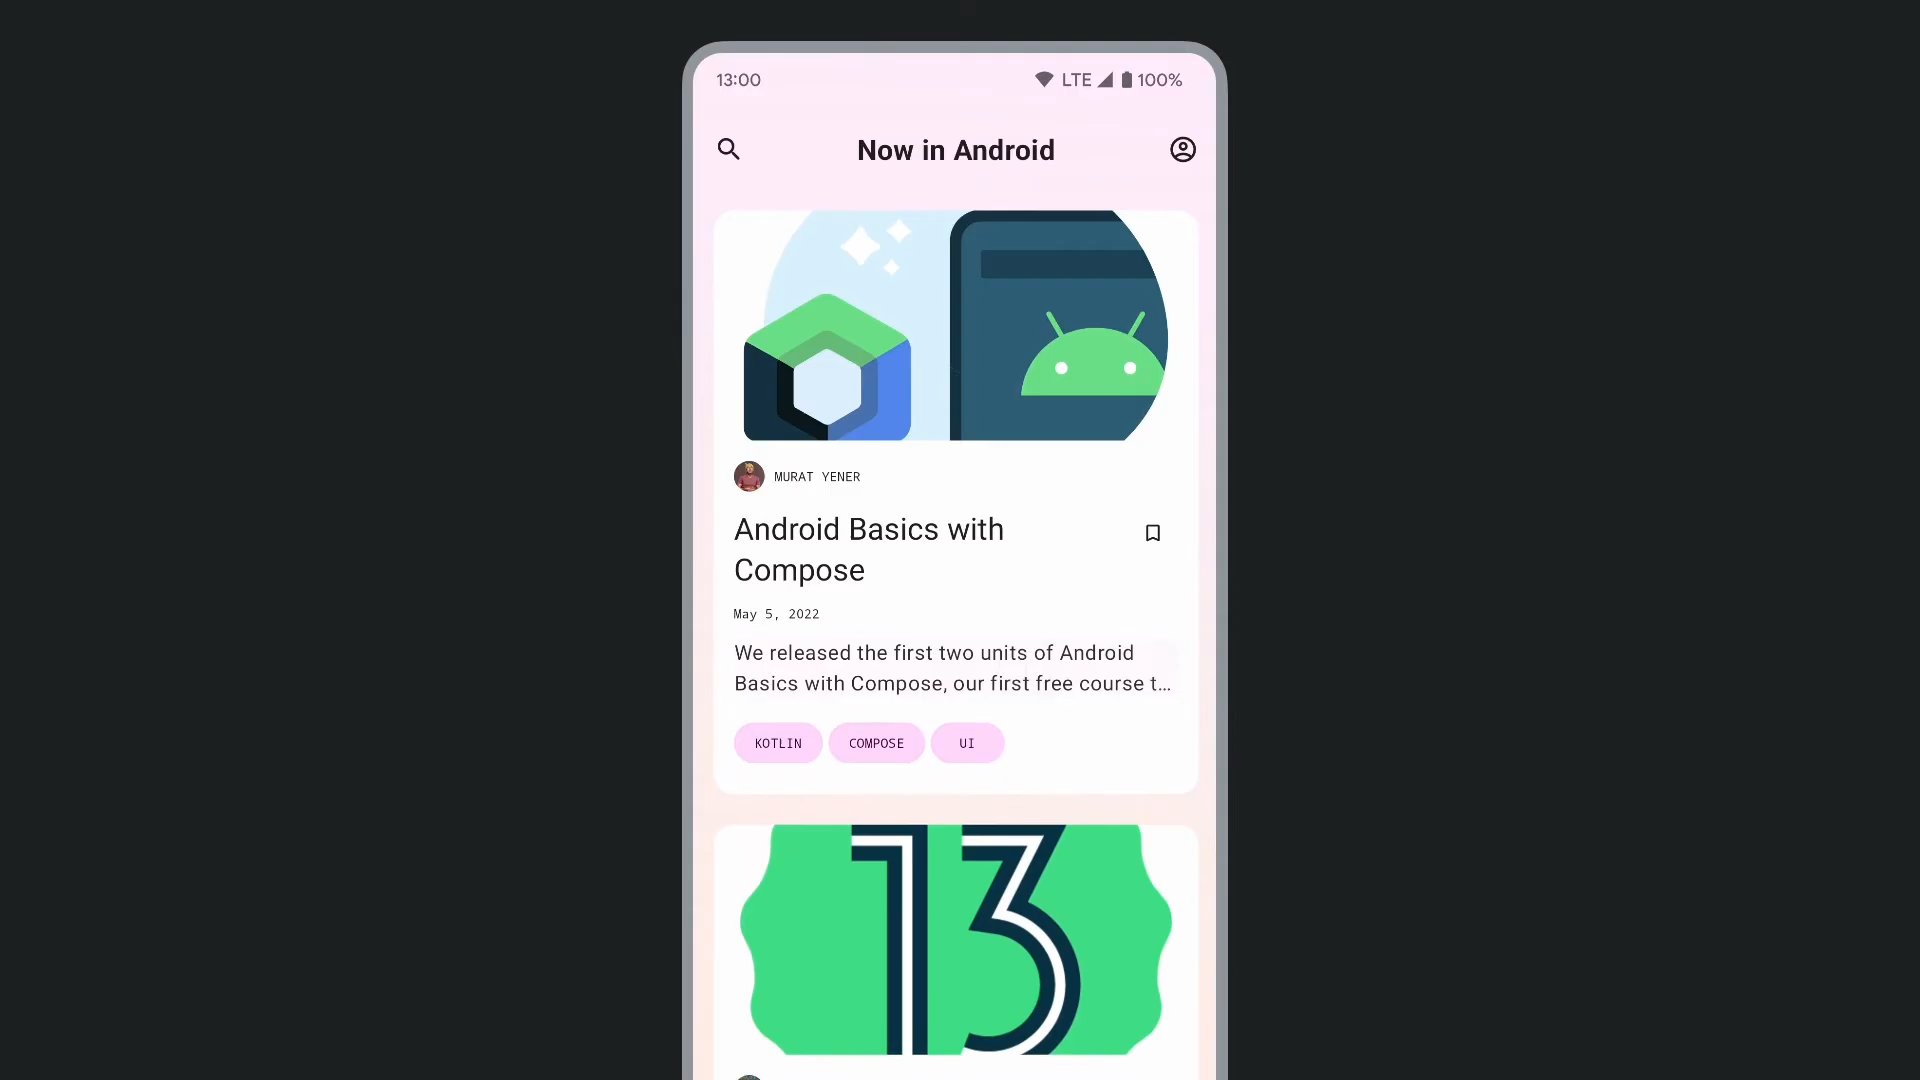 13:00 LTE 100%
Now in Android
MURAT YENER
Android Basics with
Compose
May 5, 2022
We released the first two units of Android
Basics with Compose, our first free course t…
KOTLIN COMPOSE UI
13